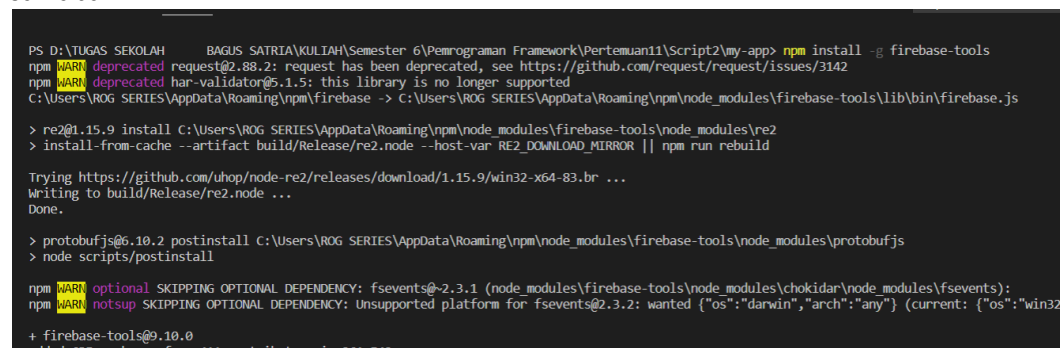 PS D:\TUGAS SEKOLAH      BAGUS SATRIA\KULIAH\Semester 6\Pemrograman Framework\Pertemuan11\Script2\my-app> npm install -g firebase-tools
npm WARN deprecated request@2.88.2: request has been deprecated, see https://github.com/request/request/issues/3142
npm WARN deprecated har-validator@5.1.5: this library is no longer supported
C:\Users\ROG SERIES\AppData\Roaming\npm\firebase -> C:\Users\ROG SERIES\AppData\Roaming\npm\node_modules\firebase-tools\lib\bin\firebase.js
> re2@1.15.9 install C:\Users\ROG SERIES\AppData\Roaming\npm\node_modules\firebase-tools\node_modules\re2
> install-from-cache --artifact build/Release/re2.node --host-var RE2_DOWNLOAD_MIRROR || npm run rebuild
Trying https://github.com/uhop/node-re2/releases/download/1.15.9/win32-x64-83.br ...
Writing to build/Release/re2.node ...
Done.
> protobufjs@6.10.2 postinstall C:\Users\ROG SERIES\AppData\Roaming\npm\node_modules\firebase-tools\node_modules\protobufjs
> node scripts/postinstall
npm WARN optional SKIPPING OPTIONAL DEPENDENCY: fsevents@~2.3.1 (node_modules\firebase-tools\node_modules\chokidar\node_modules\fsevents):
npm WARN notsup SKIPPING OPTIONAL DEPENDENCY: Unsupported platform for fsevents@2.3.2: wanted {"os":"darwin","arch":"any"} (current: {"os":"win32
+ firebase-tools@9.10.0